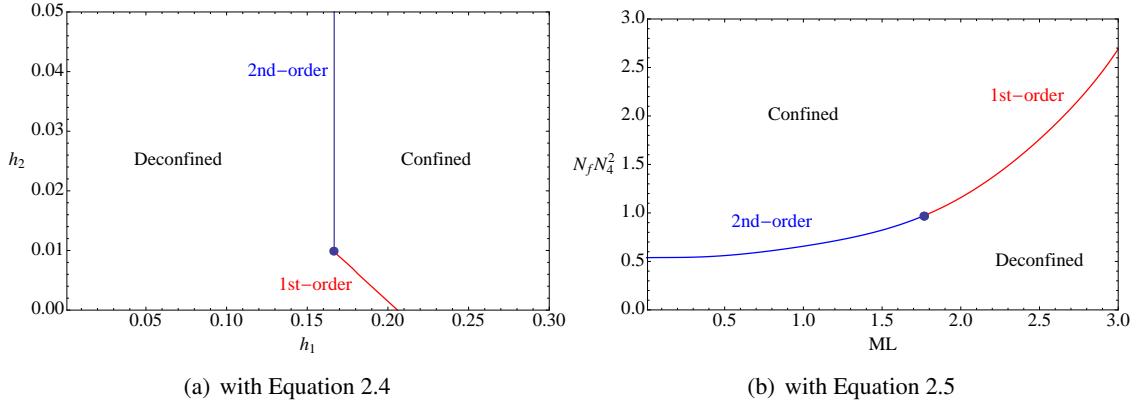 0.05
0.04
0.03
0.02
0.01
0.00
h₂
2nd−order
Deconfined
Confined
1st−order
0.05 0.10 0.15 0.20 0.25 0.30
h₁
(a) with Equation 2.4
3.0
2.5
2.0
1.5
1.0
0.5
0.0
N_f N_4^2
1st−order
Confined
2nd−order
Deconfined
0.5 1.0 1.5 2.0 2.5 3.0
ML
(b) with Equation 2.5